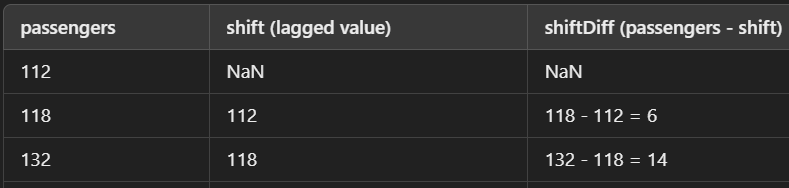 passengers shift (lagged value) shiftDiff (passengers - shift)
112 NaN NaN
118 112 118 - 112 = 6
132 118 132 - 118 = 14